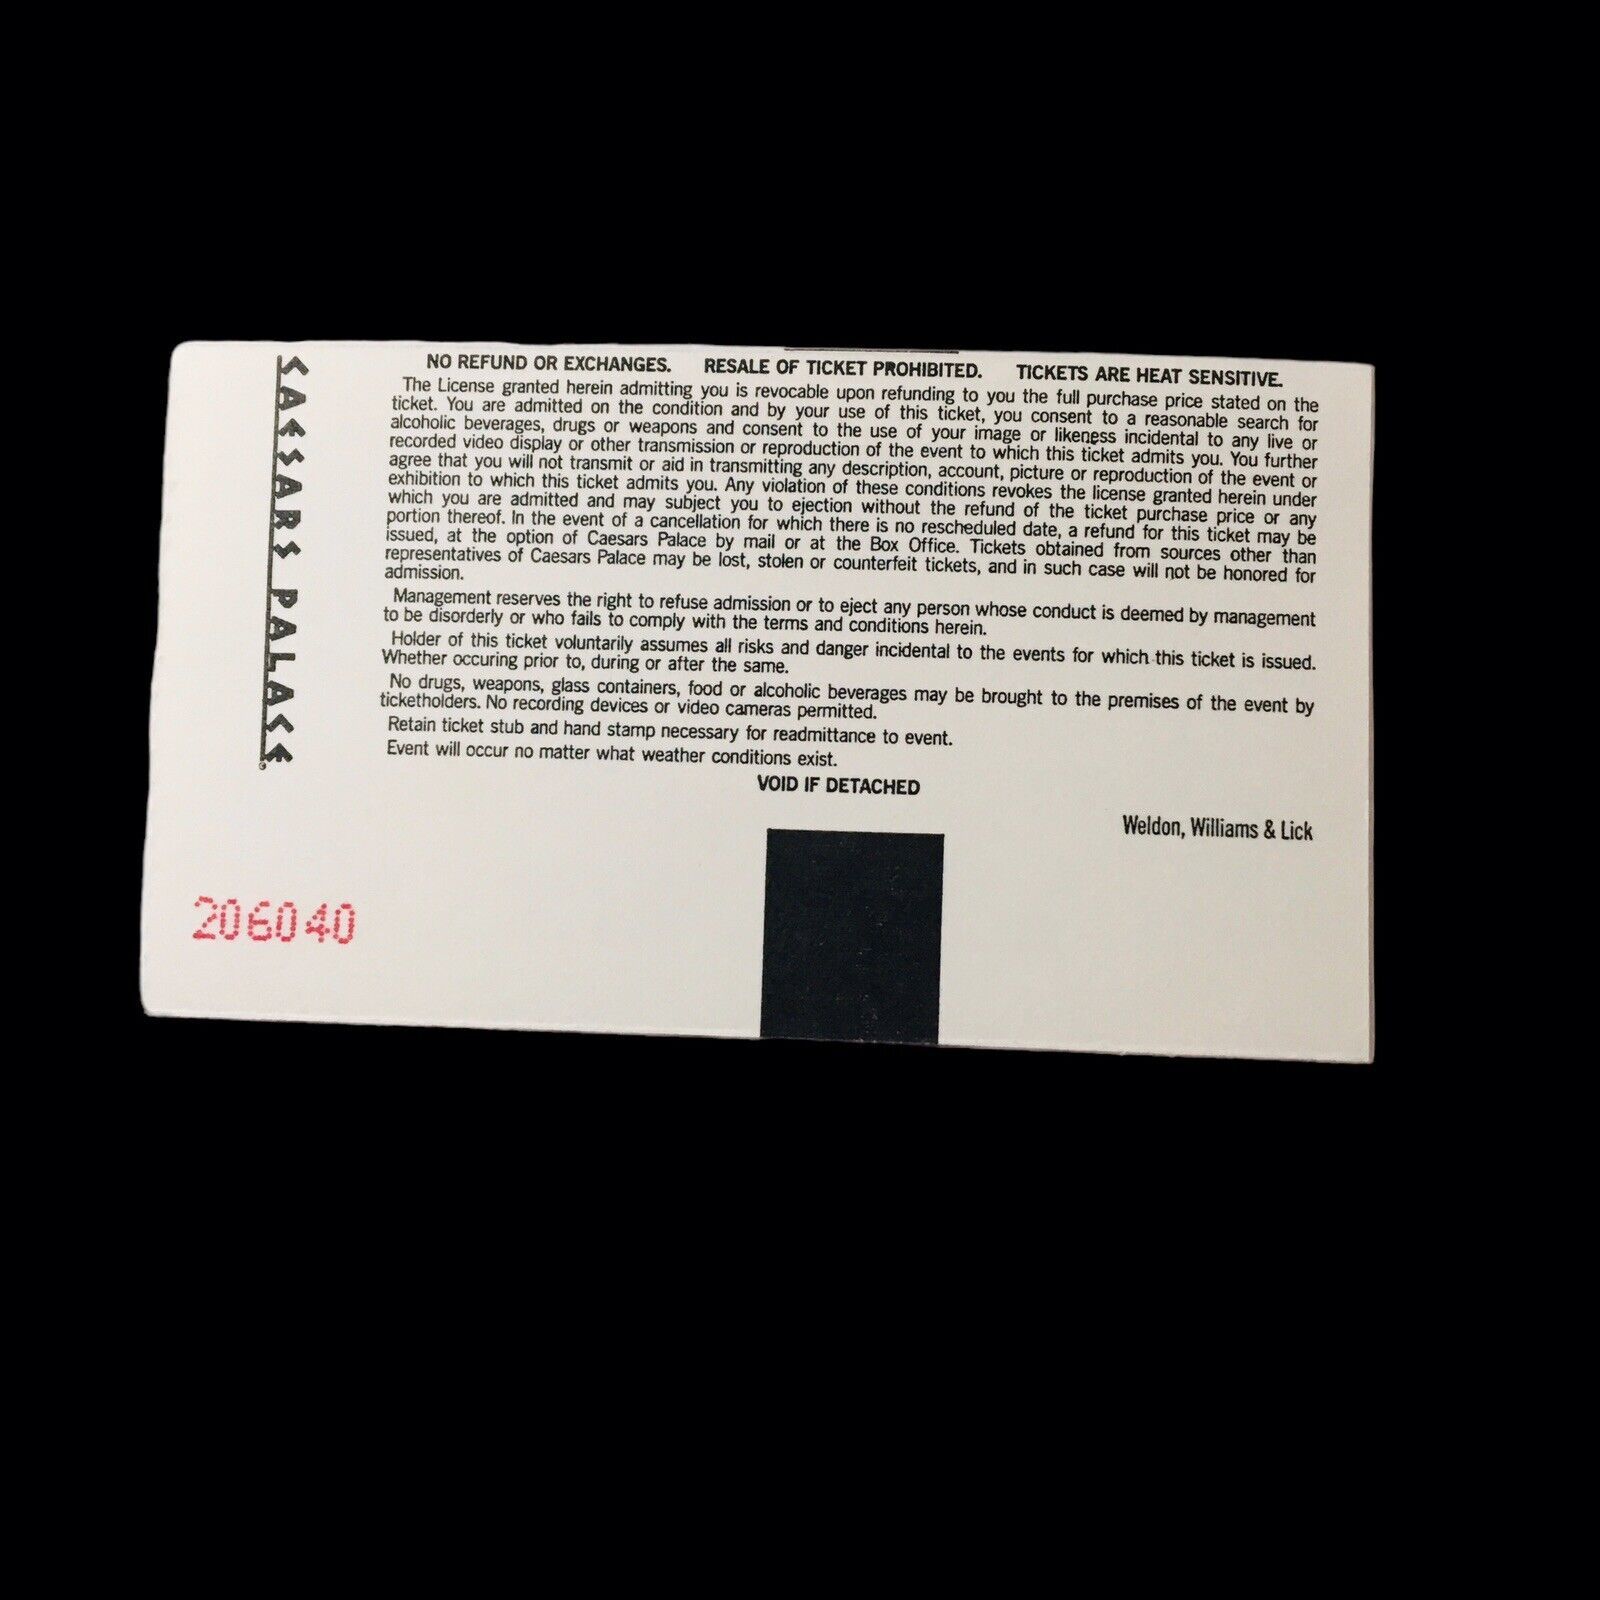 CAESARS PALACE®
NO REFUND OR EXCHANGES. RESALE OF TICKET PROHIBITED. TICKETS ARE HEAT SENSITIVE.
The License granted herein admitting you is revocable upon refunding to you the full purchase price stated on the
ticket. You are admitted on the condition and by your use of this ticket, you consent to a reasonable search for
alcoholic beverages, drugs or weapons and consent to the use of your image or likeness incidental to any live or
recorded video display or other transmission or reproduction of the event to which this ticket admits you. You further
agree that you will not transmit or aid in transmitting any description, account, picture or reproduction of the event or
exhibition to which this ticket admits you. Any violation of these conditions revokes the license granted herein under
which you are admitted and may subject you to ejection without the refund of the ticket purchase price or any
portion thereof. In the event of a cancellation for which there is no rescheduled date, a refund for this ticket may be
issued, at the option of Caesars Palace by mail or at the Box Office. Tickets obtained from sources other than
representatives of Caesars Palace may be lost, stolen or counterfeit tickets, and in such case will not be honored for
admission.
Management reserves the right to refuse admission or to eject any person whose conduct is deemed by management
to be disorderly or who fails to comply with the terms and conditions herein.
Holder of this ticket voluntarily assumes all risks and danger incidental to the events for which this ticket is issued.
Whether occuring prior to, during or after the same.
No drugs, weapons, glass containers, food or alcoholic beverages may be brought to the premises of the event by
ticketholders. No recording devices or video cameras permitted.
Retain ticket stub and hand stamp necessary for readmittance to event.
Event will occur no matter what weather conditions exist.
VOID IF DETACHED
Weldon, Williams & Lick
206040